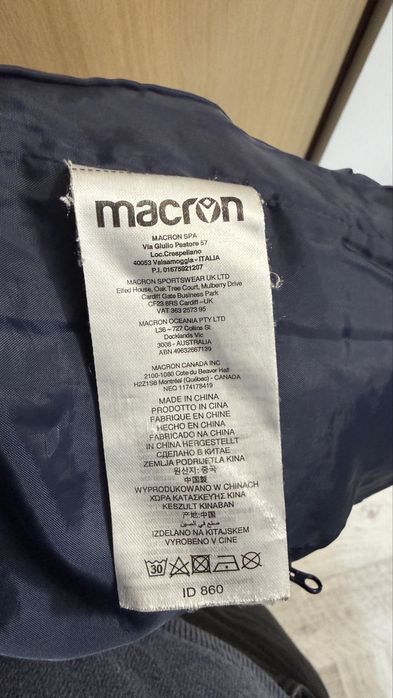 macron
MACRON SPA
Via Giulio Pastore 57
Loc.Crespellano
40053 Valsamoggia - ITALIA
P.I. 01675921207
MACRON SPORTSWEAR UK LTD
Elfed House, Oak Tree Court, Mulberry Drive
Cardiff Gate Business Park
CF23 8RS Cardiff -UK
VAT 363 2573 95
MACRON OCEANIA PTY LTD
L36 - 727 Collins St
Docklands Vic
3008 - AUSTRALIA
ABN 49632667139
MACRON CANADA INC
2100-1080 Cote du Beaver Hall
H2Z1S8 Montréal (Québec) - CANADA
NEQ 1174178419
MADE IN CHINA
PRODOTTO IN CINA
FABRIQUE EN CHINE
HECHO EN CHINA
FABRICADO NA CHINA
IN CHINA HERGESTELLT
СДЕЛАНО В КИТАЕ
ZEMLJA PODRIJETLA KINA
원산지: 중국
中国製
WYPRODUKOWANY W CHINACH
ΧΩΡΑ ΚΑΤΑΣΚΕΥΗΣ ΚΙΝΑ
KESZULT KINABAN
产地:中国
صنع في الصين
IZDELANO NA KITAJSKEM
VYROBENO V CINE
30
ID 860